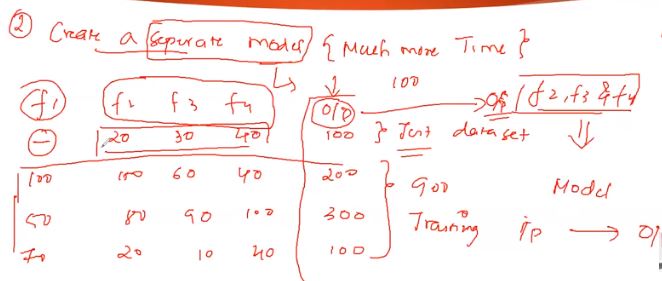 ② Create a Separate model { Much more Time }
f1 f2 f3 f4 O/P 100 → O/P / f2, f3 & f4
— 20 30 40 100 } Test dataset ⇓
100 100 60 40 200 900 Model
50 80 90 100 300 Training i/p → O/
70 20 10 40 100